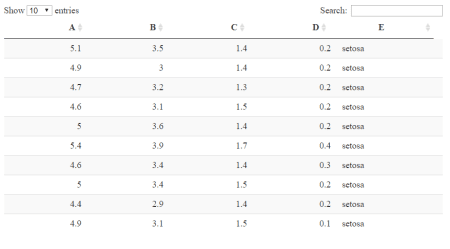 Show 10 entries Search:
A B C D E
5.1 3.5 1.4 0.2 setosa
4.9 3 1.4 0.2 setosa
4.7 3.2 1.3 0.2 setosa
4.6 3.1 1.5 0.2 setosa
5 3.6 1.4 0.2 setosa
5.4 3.9 1.7 0.4 setosa
4.6 3.4 1.4 0.3 setosa
5 3.4 1.5 0.2 setosa
4.4 2.9 1.4 0.2 setosa
4.9 3.1 1.5 0.1 setosa